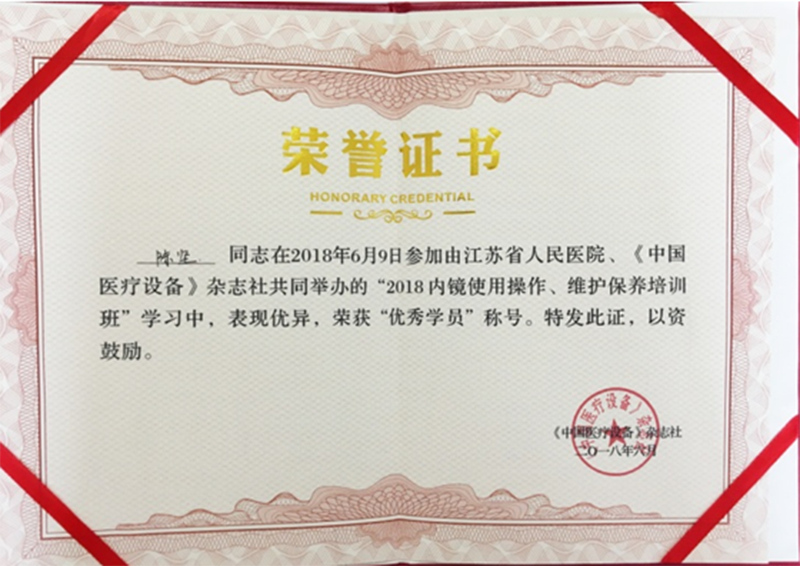 荣誉证书
HONORARY CREDENTIAL
陈坚 同志在2018年6月9日参加由江苏省人民医院、《中国
医疗设备》杂志社共同举办的“2018内镜使用操作、维护保养培训
班”学习中，表现优异，荣获“优秀学员”称号。特发此证，以资
鼓励。
《中国医疗设备》杂志社
二〇一八年六月